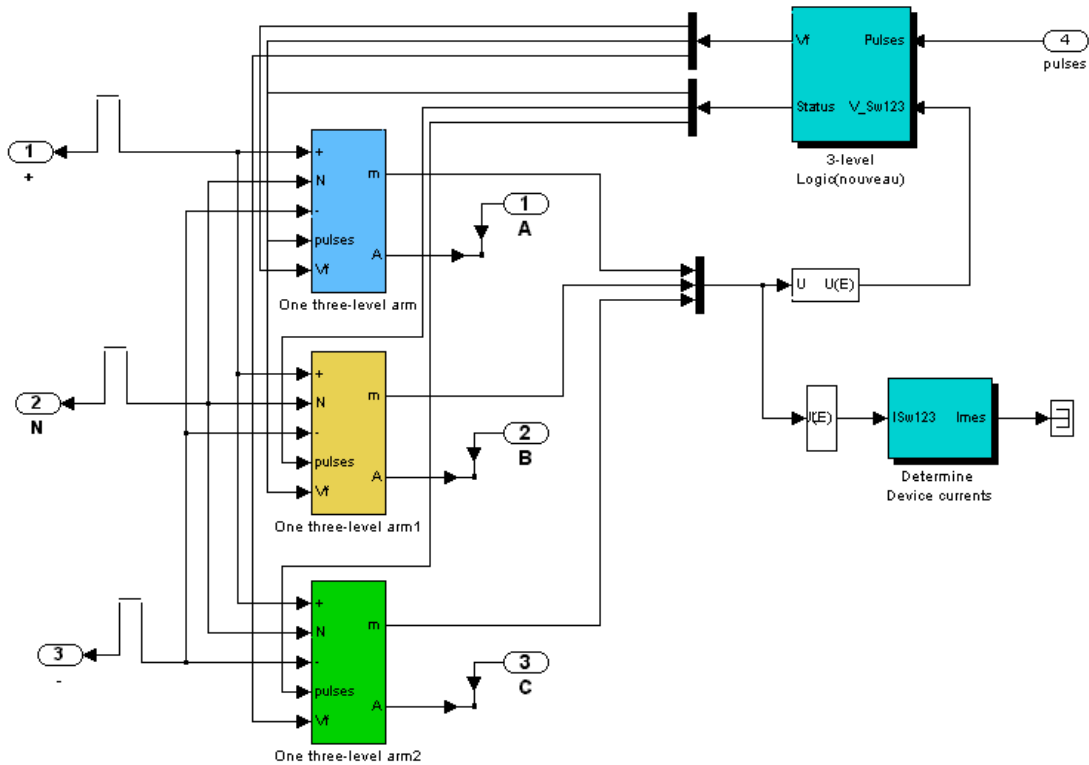 Vf Pulses
4
pulses
Status V_Sw123
3-level
Logic(nouveau)
1
+
+
N
-
pulses
Vf
m
A
One three-level arm
1
A
U U(E)
2
N
+
N
-
pulses
Vf
m
A
One three-level arm1
2
B
U(E)
ISw123 Imes
Determine
Device currents
3
-
+
N
-
pulses
Vf
m
A
One three-level arm2
3
C